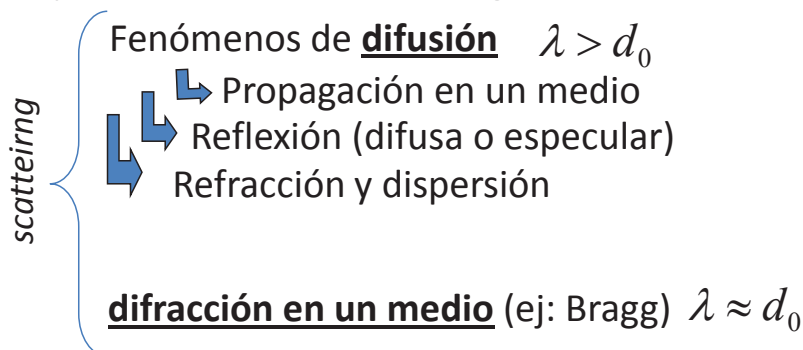 Fenómenos de difusión λ > d₀
Propagación en un medio
Reflexión (difusa o especular)
Refracción y dispersión
scatteirng
difracción en un medio (ej: Bragg) λ ≈ d₀